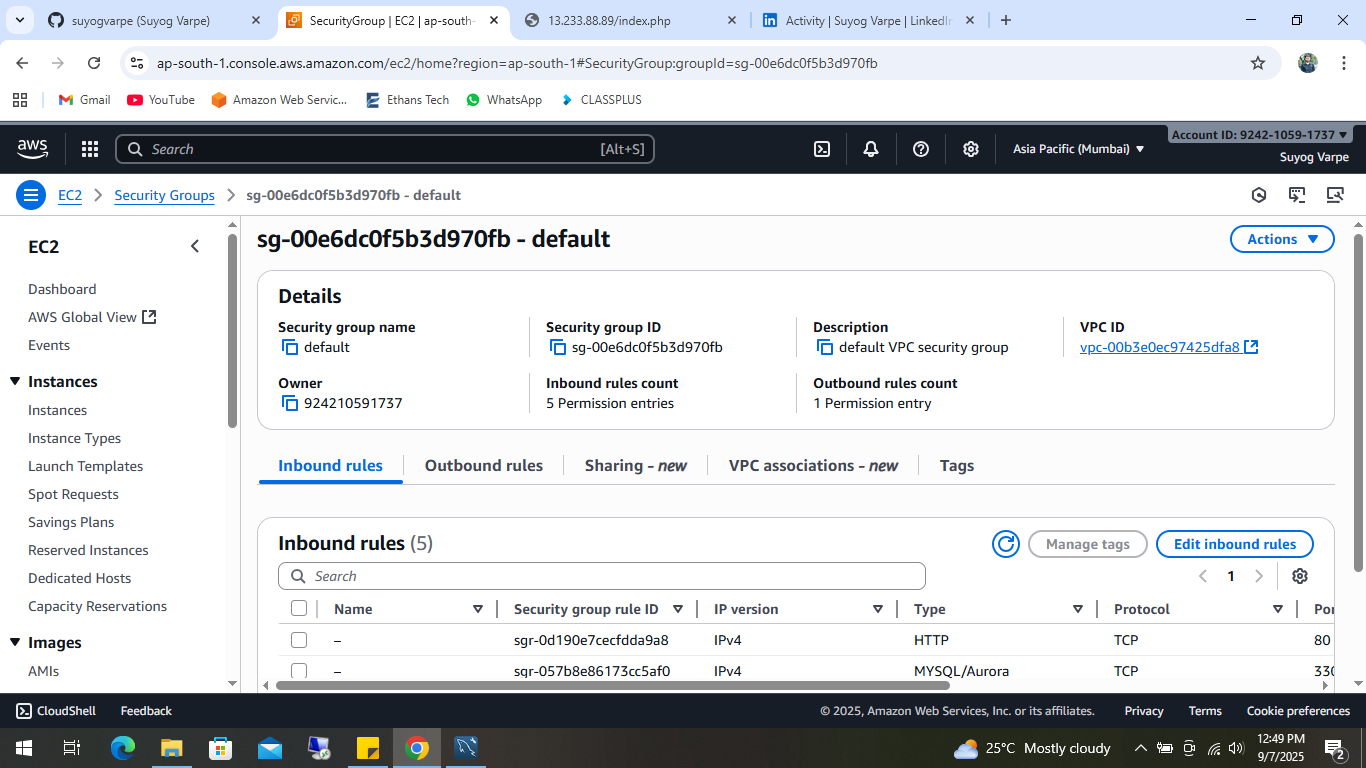 suyogvarpe (Suyog Varpe)
SecurityGroup | EC2 | ap-south-
13.233.88.89/index.php
Activity | Suyog Varpe | LinkedIn
ap-south-1.console.aws.amazon.com/ec2/home?region=ap-south-1#SecurityGroup:groupId=sg-00e6dc0f5b3d970fb
Gmail YouTube Amazon Web Servic... Ethans Tech WhatsApp CLASSPLUS
aws Search [Alt+S] Asia Pacific (Mumbai) Account ID: 9242-1059-1737
Suyog Varpe
EC2 Security Groups sg-00e6dc0f5b3d970fb - default
EC2
Dashboard
AWS Global View
Events
Instances
Instances
Instance Types
Launch Templates
Spot Requests
Savings Plans
Reserved Instances
Dedicated Hosts
Capacity Reservations
Images
AMIs
sg-00e6dc0f5b3d970fb - default
Actions
Details
Security group name Security group ID Description VPC ID
default sg-00e6dc0f5b3d970fb default VPC security group vpc-00b3e0ec97425dfa8
Owner Inbound rules count Outbound rules count
924210591737 5 Permission entries 1 Permission entry
Inbound rules Outbound rules Sharing - new VPC associations - new Tags
Inbound rules (5) Manage tags Edit inbound rules
Search 1
Name Security group rule ID IP version Type Protocol Por
– sgr-0d190e7cecfdda9a8 IPv4 HTTP TCP 80
– sgr-057b8e86173cc5af0 IPv4 MYSQL/Aurora TCP 330
CloudShell Feedback © 2025, Amazon Web Services, Inc. or its affiliates. Privacy Terms Cookie preferences
25°C Mostly cloudy 12:49 PM
9/7/2025
2